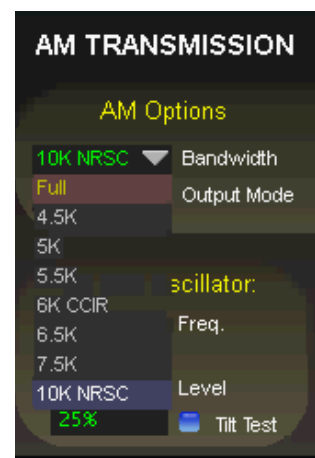 AM TRANSMISSION
AM Options
10K NRSC Bandwidth
Full
Output Mode
4.5K
5K
5.5K
scillator:
6K CCIR
Freq.
6.5K
7.5K
10K NRSC
Level
25%
Tilt Test